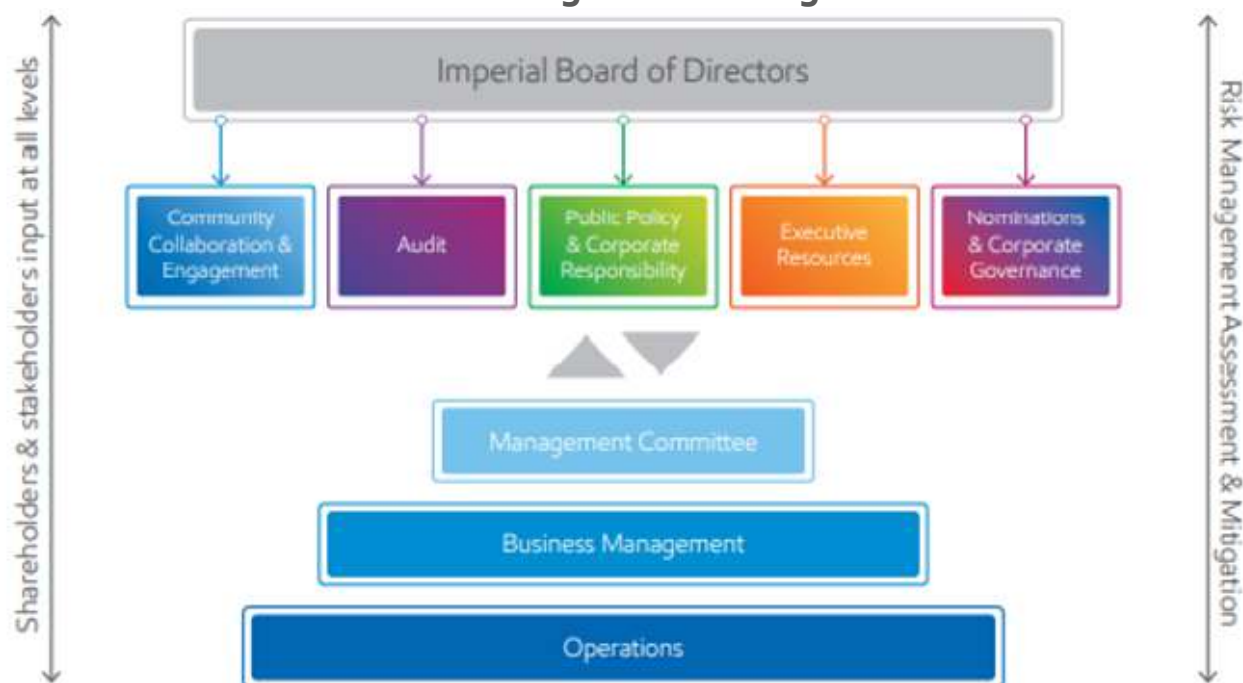 Imperial Board of Directors
Shareholders & stakeholders input at all levels
Risk Management Assessment & Mitigation
Community
Collaboration &
Engagement
Audit
Public Policy
& Corporate
Responsibility
Executive
Resources
Nominations
& Corporate
Governance
Management Committee
Business Management
Operations